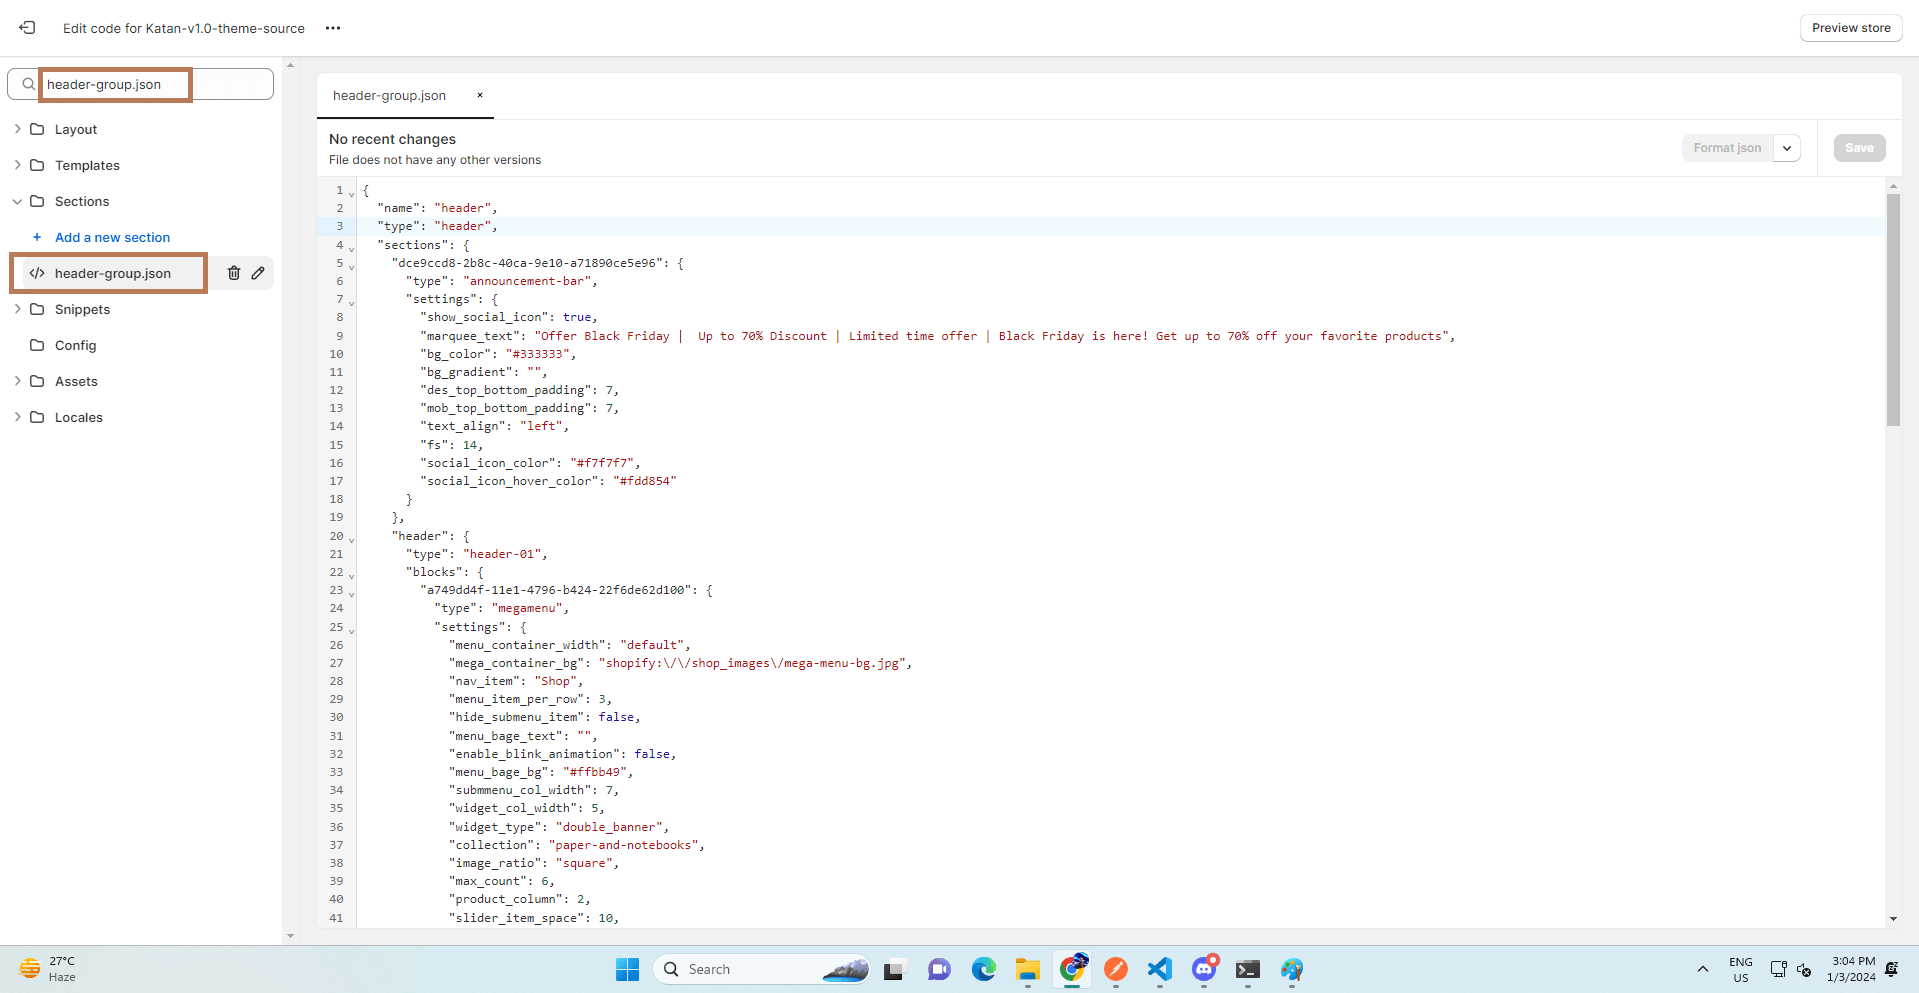 Edit code for Katan-v1.0-theme-source
Preview store
header-group.json
Layout
Templates
Sections
+ Add a new section
</> header-group.json
Snippets
Config
Assets
Locales
header-group.json ×
No recent changes
File does not have any other versions
Format json
Save
1 {
2 "name": "header",
3 "type": "header",
4 "sections": {
5 "dce9ccd8-2b8c-40ca-9e10-a71890ce5e96": {
6 "type": "announcement-bar",
7 "settings": {
8 "show_social_icon": true,
9 "marquee_text": "Offer Black Friday |  Up to 70% Discount | Limited time offer | Black Friday is here! Get up to 70% off your favorite products",
10 "bg_color": "#333333",
11 "bg_gradient": "",
12 "des_top_bottom_padding": 7,
13 "mob_top_bottom_padding": 7,
14 "text_align": "left",
15 "fs": 14,
16 "social_icon_color": "#f7f7f7",
17 "social_icon_hover_color": "#fdd854"
18 }
19 },
20 "header": {
21 "type": "header-01",
22 "blocks": {
23 "a749dd4f-11e1-4796-b424-22f6de62d100": {
24 "type": "megamenu",
25 "settings": {
26 "menu_container_width": "default",
27 "mega_container_bg": "shopify:\/\/shop_images\/mega-menu-bg.jpg",
28 "nav_item": "Shop",
29 "menu_item_per_row": 3,
30 "hide_submenu_item": false,
31 "menu_bage_text": "",
32 "enable_blink_animation": false,
33 "menu_bage_bg": "#ffbb49",
34 "submmenu_col_width": 7,
35 "widget_col_width": 5,
36 "widget_type": "double_banner",
37 "collection": "paper-and-notebooks",
38 "image_ratio": "square",
39 "max_count": 6,
40 "product_column": 2,
41 "slider_item_space": 10,
27°C
Haze
Search
ENG
US
3:04 PM
1/3/2024